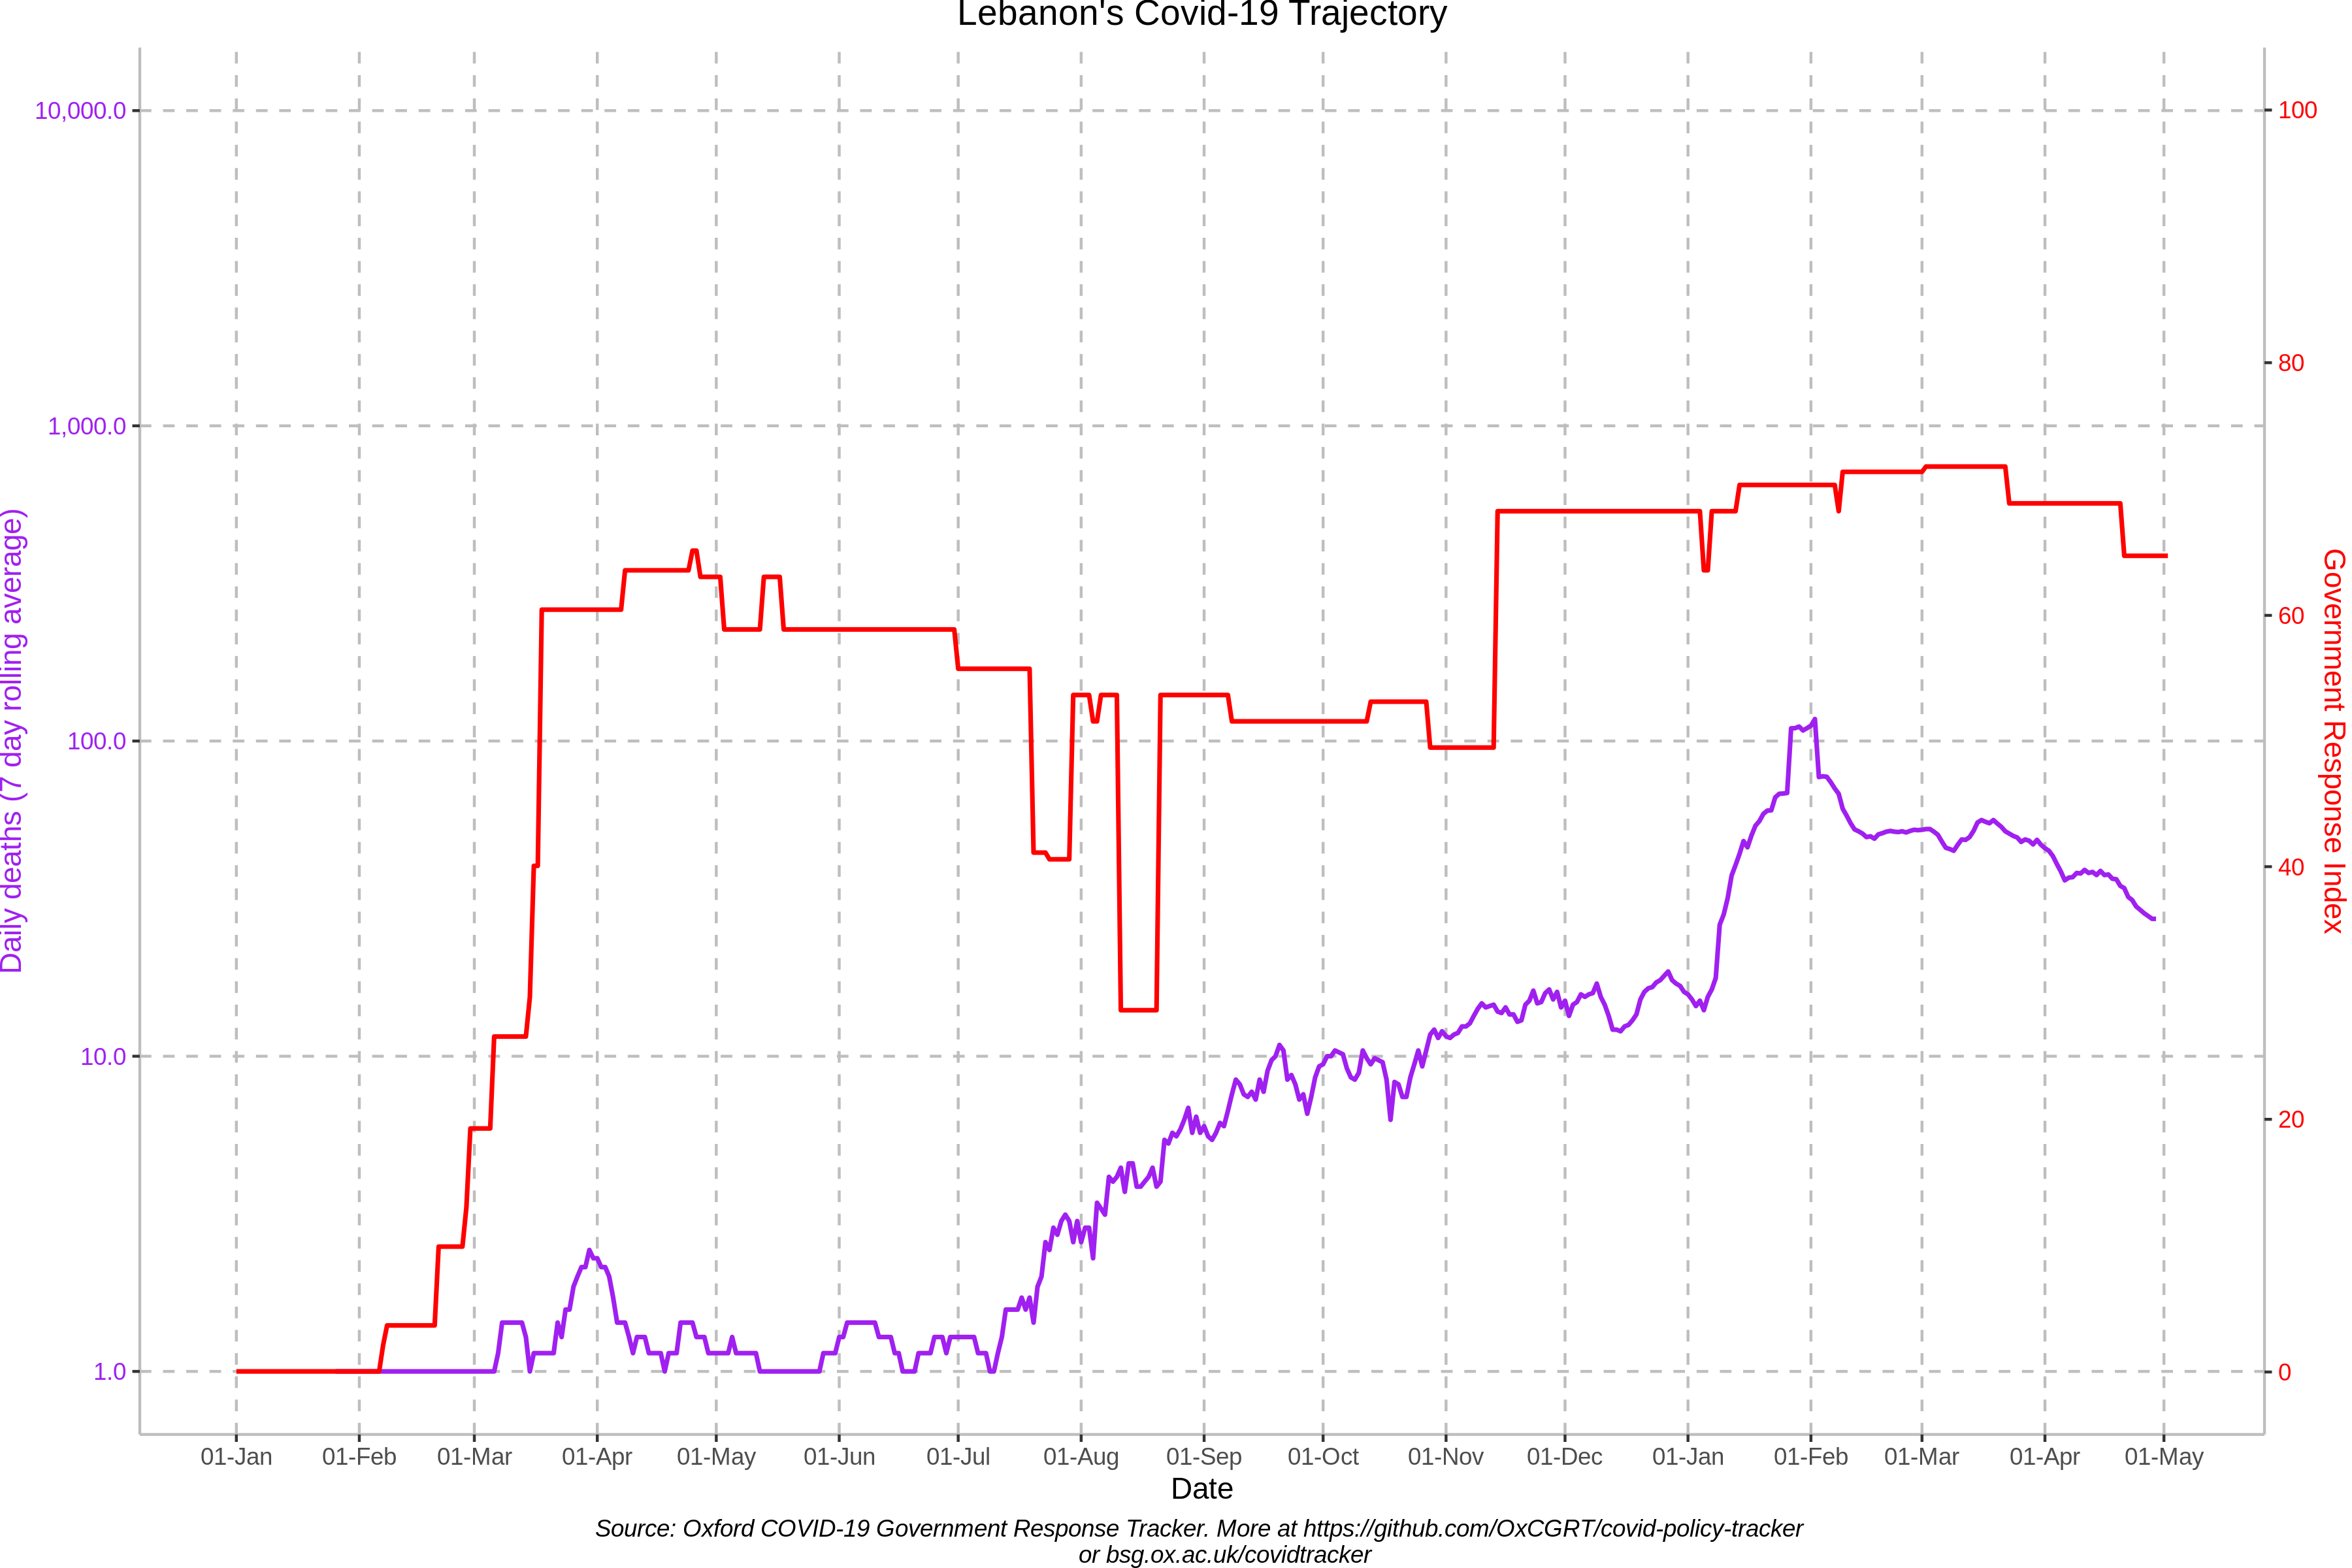 Lebanon's Covid-19 Trajectory
10,000.0
1,000.0
100.0
10.0
1.0
Daily deaths (7 day rolling average)
100
80
60
40
20
0
Government Response Index
01-Jan 01-Feb 01-Mar 01-Apr 01-May 01-Jun 01-Jul 01-Aug 01-Sep 01-Oct 01-Nov 01-Dec 01-Jan 01-Feb 01-Mar 01-Apr 01-May
Date
Source: Oxford COVID-19 Government Response Tracker. More at https://github.com/OxCGRT/covid-policy-tracker
or bsg.ox.ac.uk/covidtracker